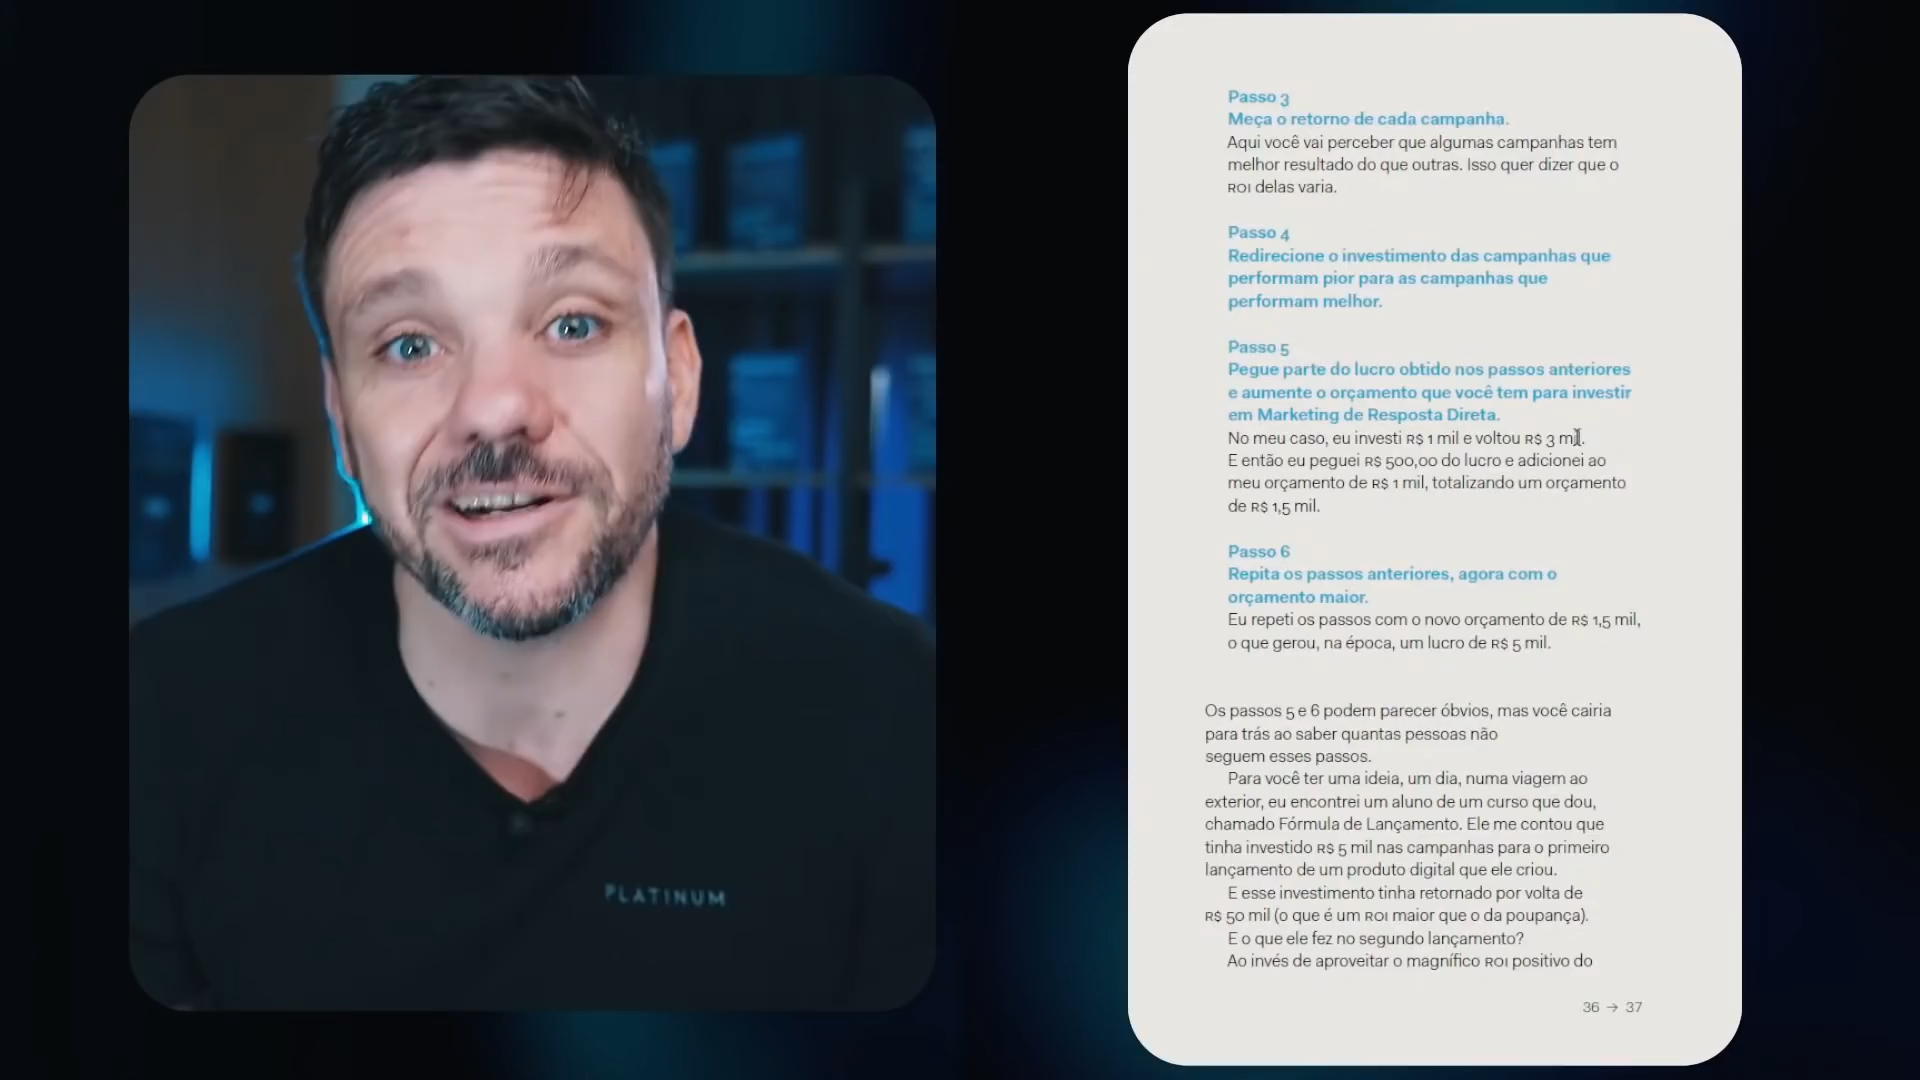 PLATINUM
Passo 3
Meça o retorno de cada campanha.
Aqui você vai perceber que algumas campanhas tem
melhor resultado do que outras. Isso quer dizer que o
ROI delas varia.
Passo 4
Redirecione o investimento das campanhas que
performam pior para as campanhas que
performam melhor.
Passo 5
Pegue parte do lucro obtido nos passos anteriores
e aumente o orçamento que você tem para investir
em Marketing de Resposta Direta.
No meu caso, eu investi R$ 1 mil e voltou R$ 3 mil.
E então eu peguei R$ 500,00 do lucro e adicionei ao
meu orçamento de R$ 1 mil, totalizando um orçamento
de R$ 1,5 mil.
Passo 6
Repita os passos anteriores, agora com o
orçamento maior.
Eu repeti os passos com o novo orçamento de R$ 1,5 mil,
o que gerou, na época, um lucro de R$ 5 mil.
Os passos 5 e 6 podem parecer óbvios, mas você cairia
para trás ao saber quantas pessoas não
seguem esses passos.
Para você ter uma ideia, um dia, numa viagem ao
exterior, eu encontrei um aluno de um curso que dou,
chamado Fórmula de Lançamento. Ele me contou que
tinha investido R$ 5 mil nas campanhas para o primeiro
lançamento de um produto digital que ele criou.
E esse investimento tinha retornado por volta de
R$ 50 mil (o que é um ROI maior que o da poupança).
E o que ele fez no segundo lançamento?
Ao invés de aproveitar o magnífico ROI positivo do
36 → 37